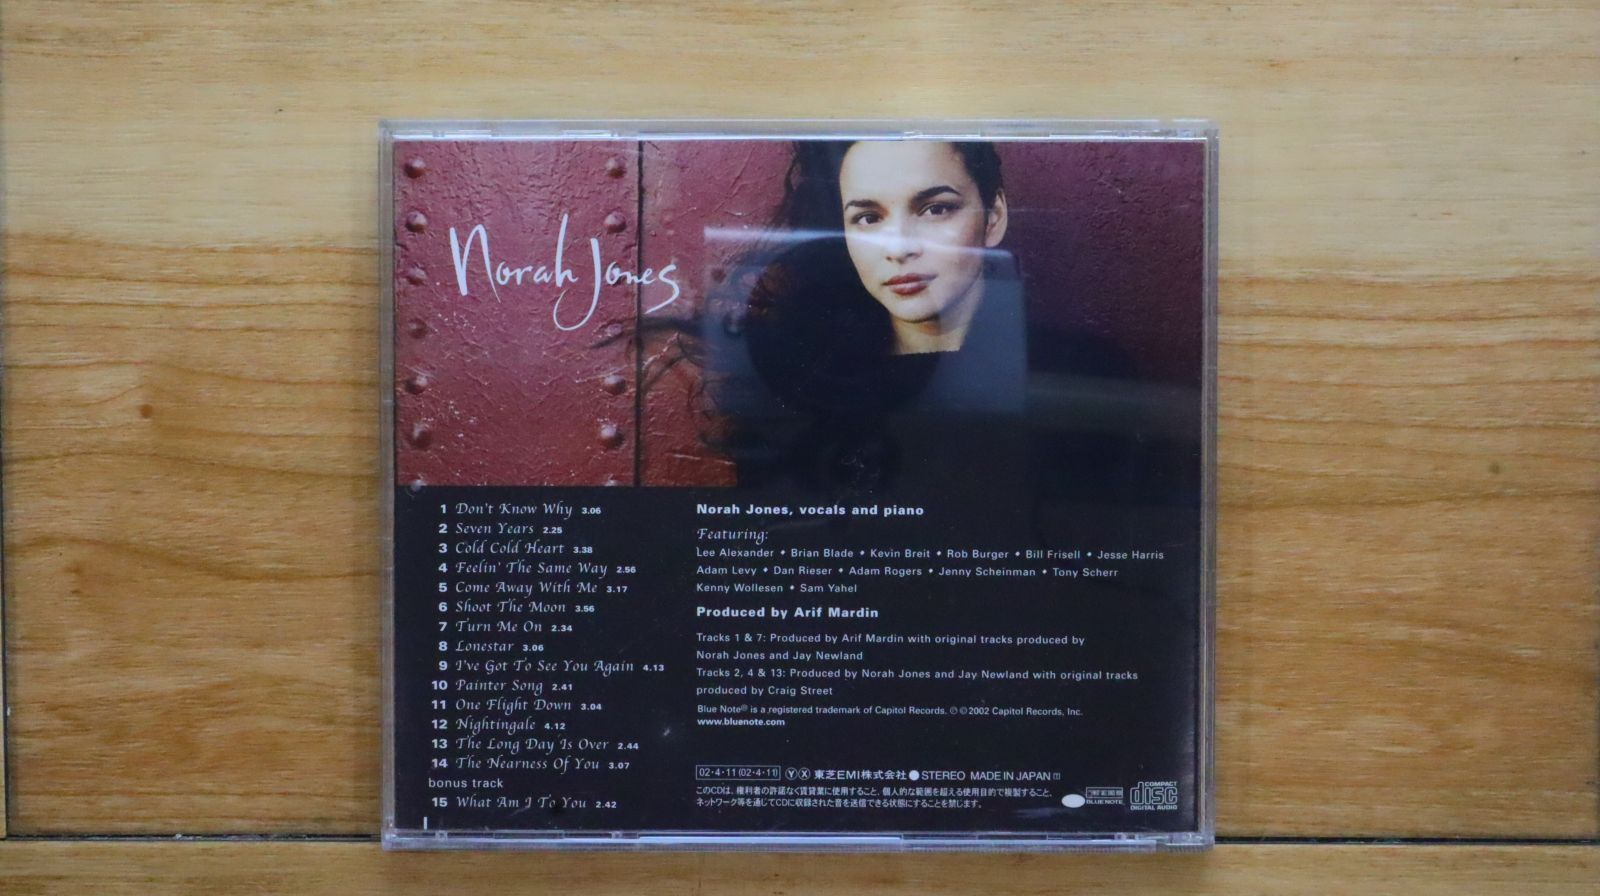 Norah Jones
1 Don't Know Why 3.06
2 Seven Years 2.25
3 Cold Cold Heart 3.38
4 Feelin' The Same Way 2.56
5 Come Away With Me 3.17
6 Shoot The Moon 3.56
7 Turn Me On 2.34
8 Lonestar 3.06
9 I've Got To See You Again 4.13
10 Painter Song 2.41
11 One Flight Down 3.04
12 Nightingale 4.12
13 The Long Day Is Over 2.44
14 The Nearness Of You 3.07
bonus track
15 What Am I To You 2.42
Norah Jones, vocals and piano
Featuring:
Lee Alexander • Brian Blade • Kevin Breit • Rob Burger • Bill Frisell • Jesse Harris
Adam Levy • Dan Rieser • Adam Rogers • Jenny Scheinman • Tony Scherr
Kenny Wollesen • Sam Yahel
Produced by Arif Mardin
Tracks 1 & 7: Produced by Arif Mardin with original tracks produced by
Norah Jones and Jay Newland
Tracks 2, 4 & 13: Produced by Norah Jones and Jay Newland with original tracks
produced by Craig Street
Blue Note® is a registered trademark of Capitol Records. ℗ © 2002 Capitol Records, Inc.
www.bluenote.com
02・4・11 (02・4・11) Ⓨ Ⓧ 東芝EMI株式会社 ● STEREO MADE IN JAPAN
このCDは、権利者の許諾なく賃貸業に使用すること、個人的な範囲を超える使用目的で複製すること、
ネットワーク等を通じてCDに収録された音を送信できる状態にすることを禁じます。
BLUE NOTE
COMPACT
disc
DIGITAL AUDIO